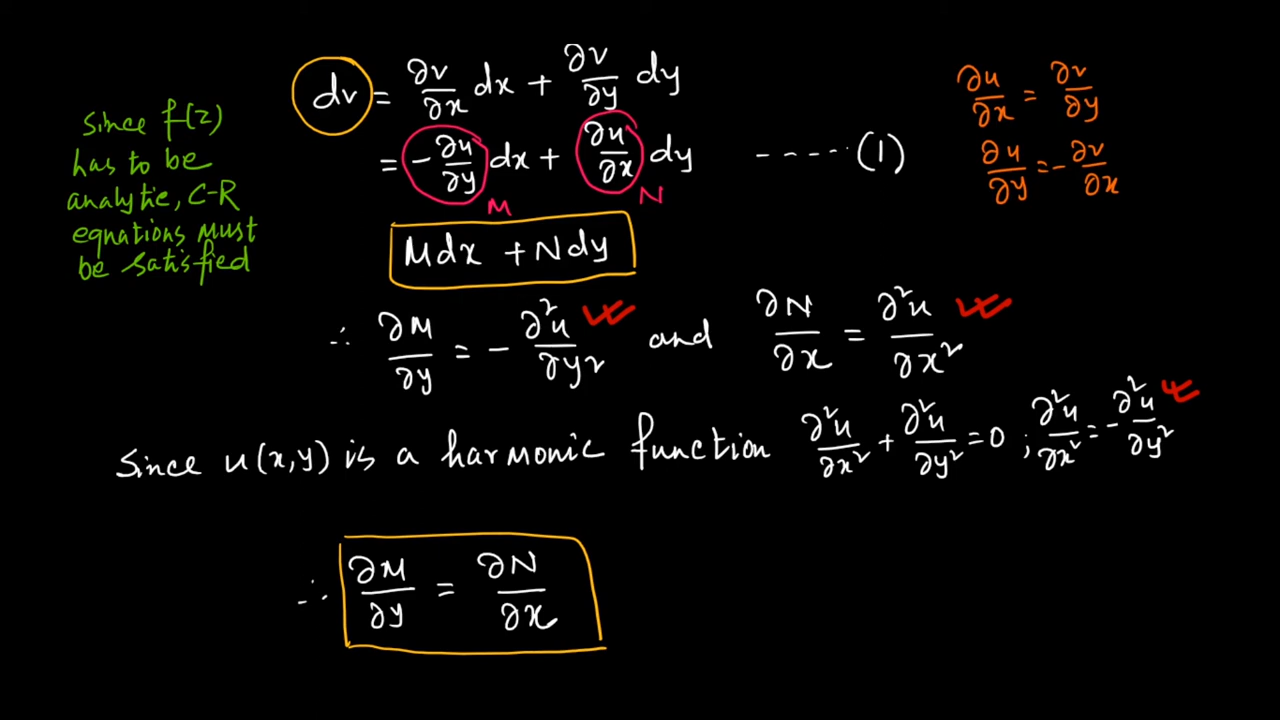 dv = ∂v/∂x dx + ∂v/∂y dy
= -∂u/∂y dx + ∂u/∂x dy -----(1)
M N
Mdx + Ndy
Since f(z)
has to be
analytic, C-R
equations must
be satisfied
∂u/∂x = ∂v/∂y
∂u/∂y = -∂v/∂x
∴ ∂M/∂y = - ∂²u/∂y² and ∂N/∂x = ∂²u/∂x²
Since u(x,y) is a harmonic function ∂²u/∂x² + ∂²u/∂y² = 0 ; ∂²u/∂x² = -∂²u/∂y²
∴ ∂M/∂y = ∂N/∂x